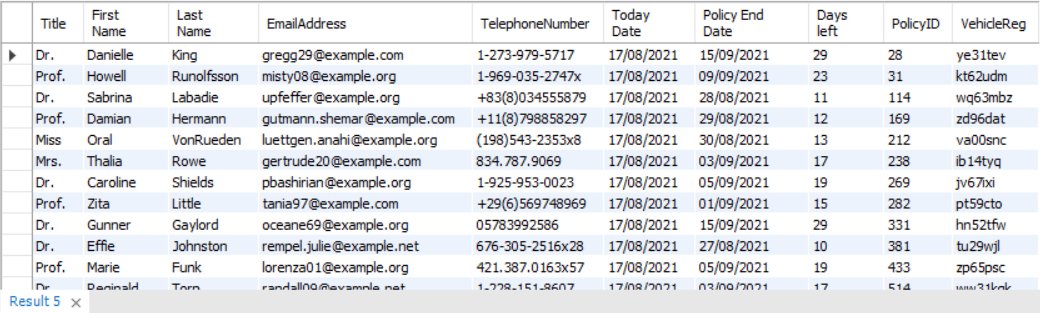 Title First Name Last Name EmailAddress TelephoneNumber Today Date Policy End Date Days left PolicyID VehicleReg
Dr. Danielle King gregg29@example.com 1-273-979-5717 17/08/2021 15/09/2021 29 28 ye31tev
Prof. Howell Runolfsson misty08@example.org 1-969-035-2747x 17/08/2021 09/09/2021 23 31 kt62udm
Dr. Sabrina Labadie upfeffer@example.org +83(8)034555879 17/08/2021 28/08/2021 11 114 wq63mbz
Prof. Damian Hermann gutmann.shemar@example.com +11(8)798858297 17/08/2021 29/08/2021 12 169 zd96dat
Miss Oral VonRueden luettgen.anahi@example.org (198)543-2353x8 17/08/2021 30/08/2021 13 212 va00snc
Mrs. Thalia Rowe gertrude20@example.com 834.787.9069 17/08/2021 03/09/2021 17 238 ib14tyq
Dr. Caroline Shields pbashirian@example.org 1-925-953-0023 17/08/2021 05/09/2021 19 269 jv67ixi
Prof. Zita Little tania97@example.com +29(6)569748969 17/08/2021 01/09/2021 15 282 pt59cto
Dr. Gunner Gaylord oceane69@example.org 05783992586 17/08/2021 15/09/2021 29 331 hn52tfw
Dr. Effie Johnston rempel.julie@example.net 676-305-2516x28 17/08/2021 27/08/2021 10 381 tu29wjl
Prof. Marie Funk lorenza01@example.org 421.387.0163x57 17/08/2021 05/09/2021 19 433 zp65psc
Dr. Reginald Torp randall09@example.net 1-228-151-8607 17/08/2021 03/09/2021 17 514 ww31kqk
Result 5